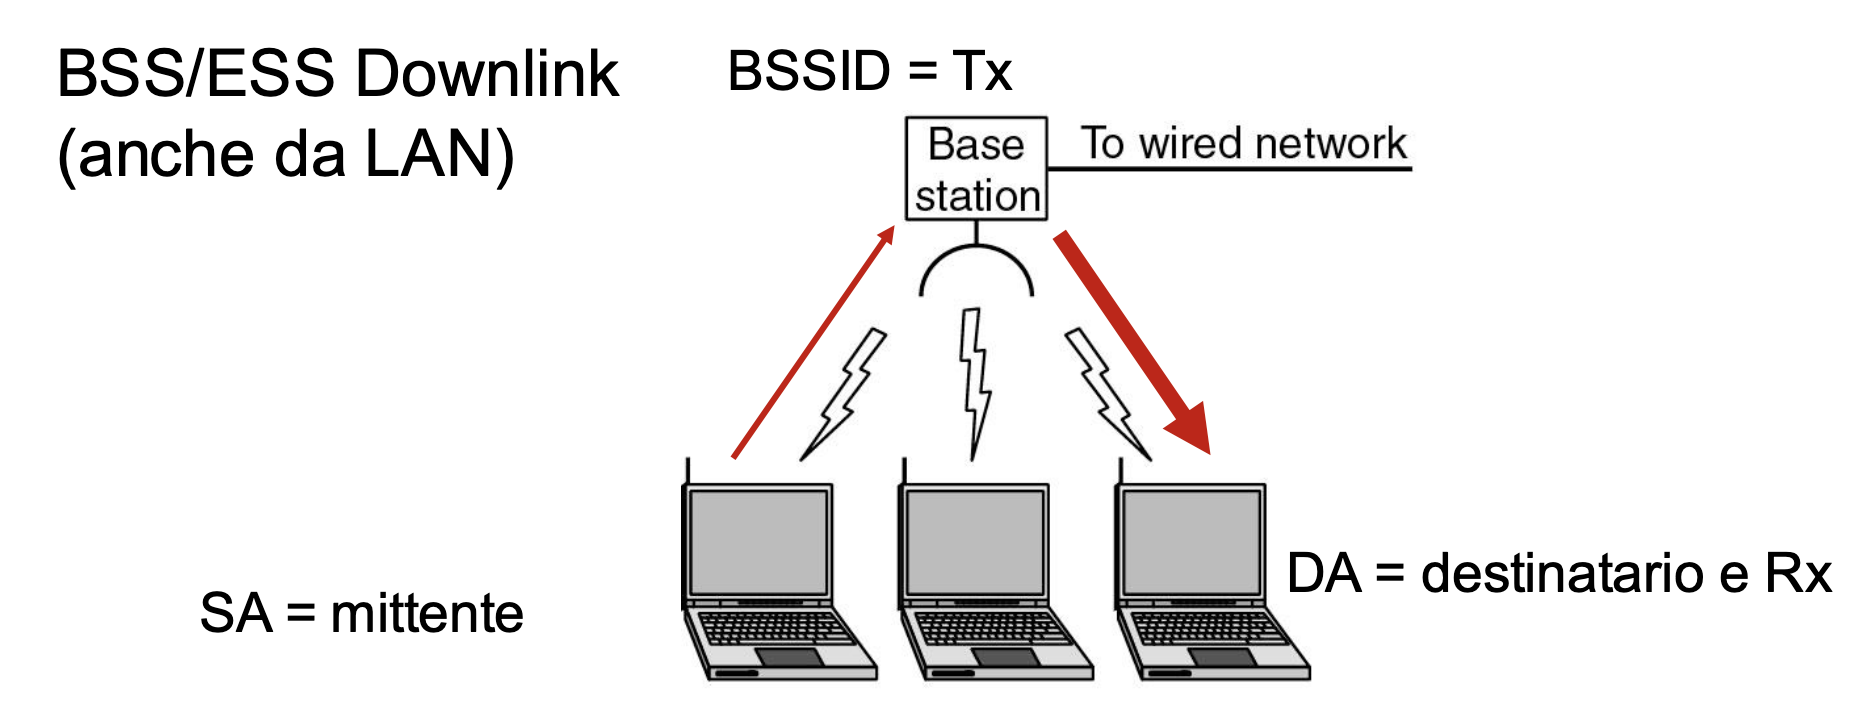 BSS/ESS Downlink
(anche da LAN)
BSSID = Tx
Base
station
To wired network
SA = mittente
DA = destinatario e Rx